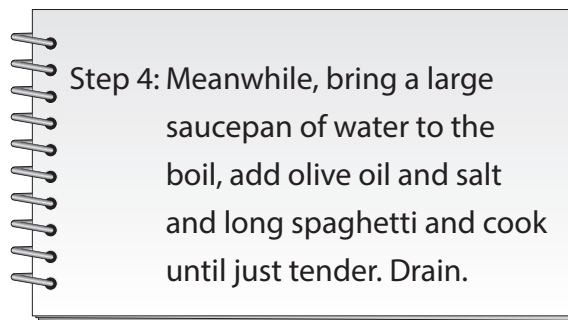 Step 4: Meanwhile, bring a large
saucepan of water to the
boil, add olive oil and salt
and long spaghetti and cook
until just tender. Drain.